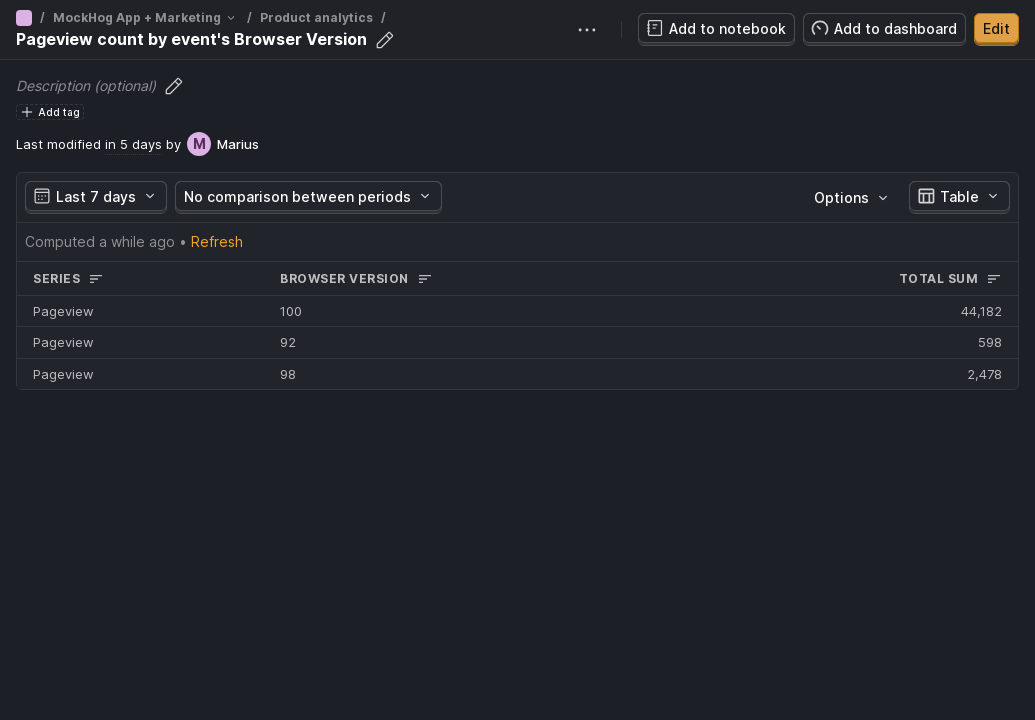 / MockHog App + Marketing / Product analytics /
Pageview count by event's Browser Version
Add to notebook
Add to dashboard
Edit
Description (optional)
Add tag
Last modified in 5 days by M Marius
Last 7 days
No comparison between periods
Options
Table
Computed a while ago • Refresh
SERIES BROWSER VERSION TOTAL SUM
Pageview 100 44,182
Pageview 92 598
Pageview 98 2,478